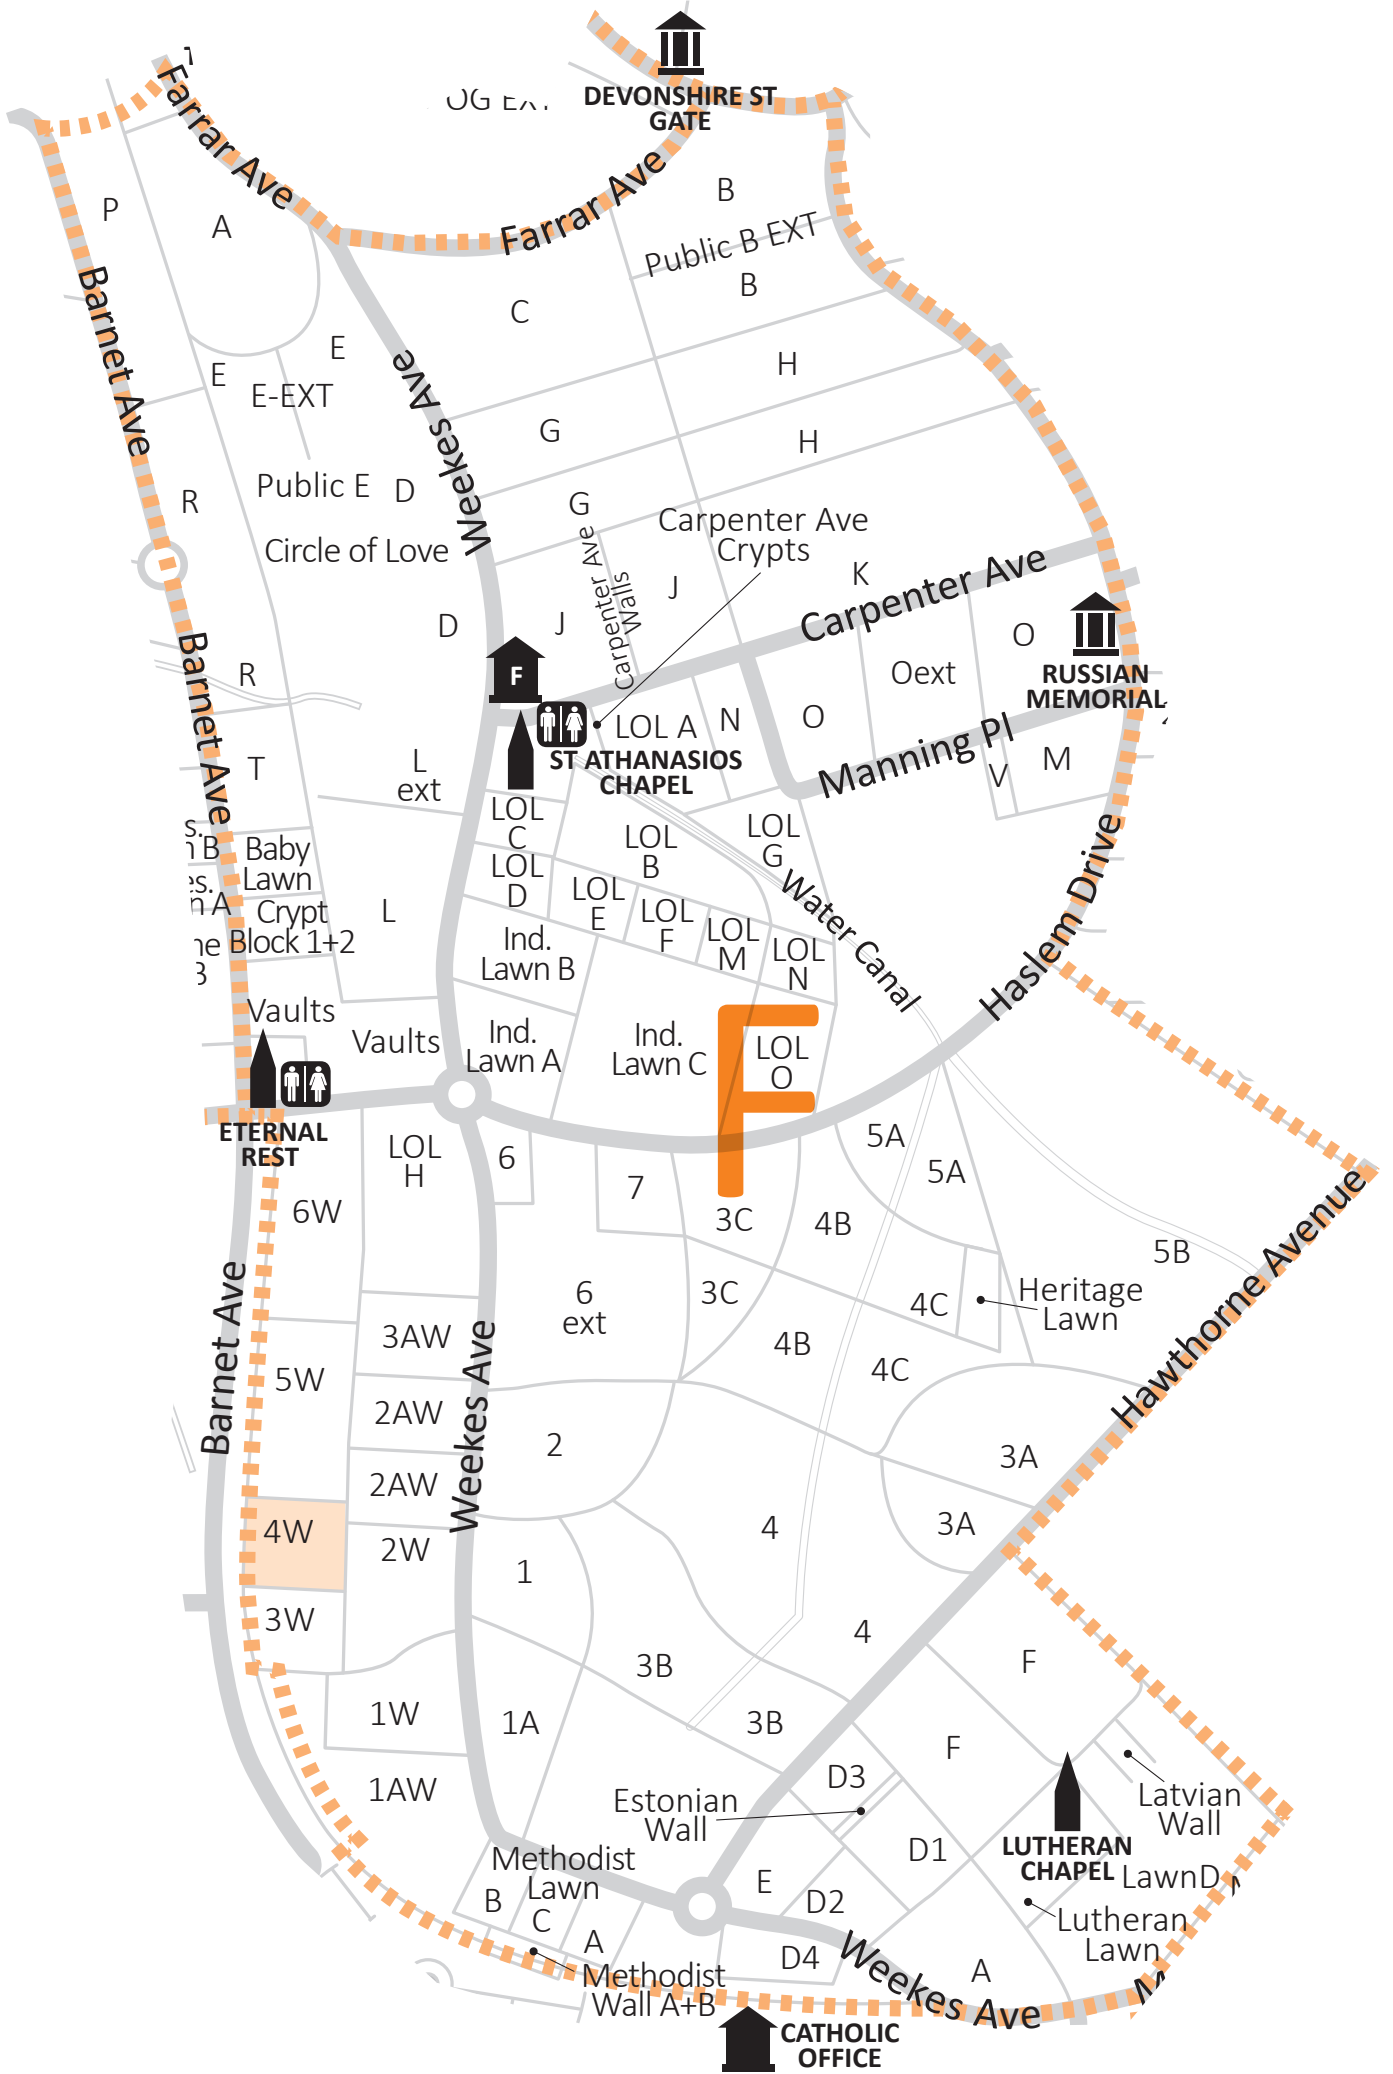 DEVONSHIRE ST
GATE
Farrar Ave
Farrar Ave
P
A
B
Public B EXT
B
Barnet Ave
C
E
E
E-EXT
Weekes Ave
H
G
H
R
Public E
D
G
Carpenter Ave
Crypts
Circle of Love
Carpenter Ave
Walls
J
K
Carpenter Ave
D
J
O
F
Oext
RUSSIAN
MEMORIAL
Barnet Ave
R
LOL A
N
O
ST ATHANASIOS
CHAPEL
Manning Pl
V
M
T
L
ext
LOL
C
LOL
B
LOL
G
Baby
Lawn
LOL
D
LOL
E
LOL
F
LOL
M
LOL
N
Water Canal
Haslem Drive
Crypt
Block 1+2
L
Ind.
Lawn B
Vaults
Vaults
Ind.
Lawn A
Ind.
Lawn C
F
LOL
O
ETERNAL
REST
LOL
H
6
7
5A
5A
6W
3C
4B
5B
Barnet Ave
6
ext
3C
4C
Heritage
Lawn
Hawthorne Avenue
3AW
Weekes Ave
4B
4C
5W
2AW
2
3A
2AW
4W
2W
4
3A
1
3W
4
3B
F
1W
1A
3B
F
1AW
D3
Estonian
Wall
Latvian
Wall
D1
LUTHERAN
CHAPEL
LawnD
Methodist
Lawn
B
C
A
E
D2
Lutheran
Lawn
D4
Weekes Ave
A
Methodist
Wall A+B
CATHOLIC
OFFICE